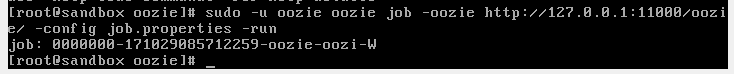 [root@sandbox oozie]# sudo -u oozie oozie job -oozie http://127.0.0.1:11000/oozi
e/ -config job.properties -run
job: 0000000-171029085712259-oozie-oozi-W
[root@sandbox oozie]# _